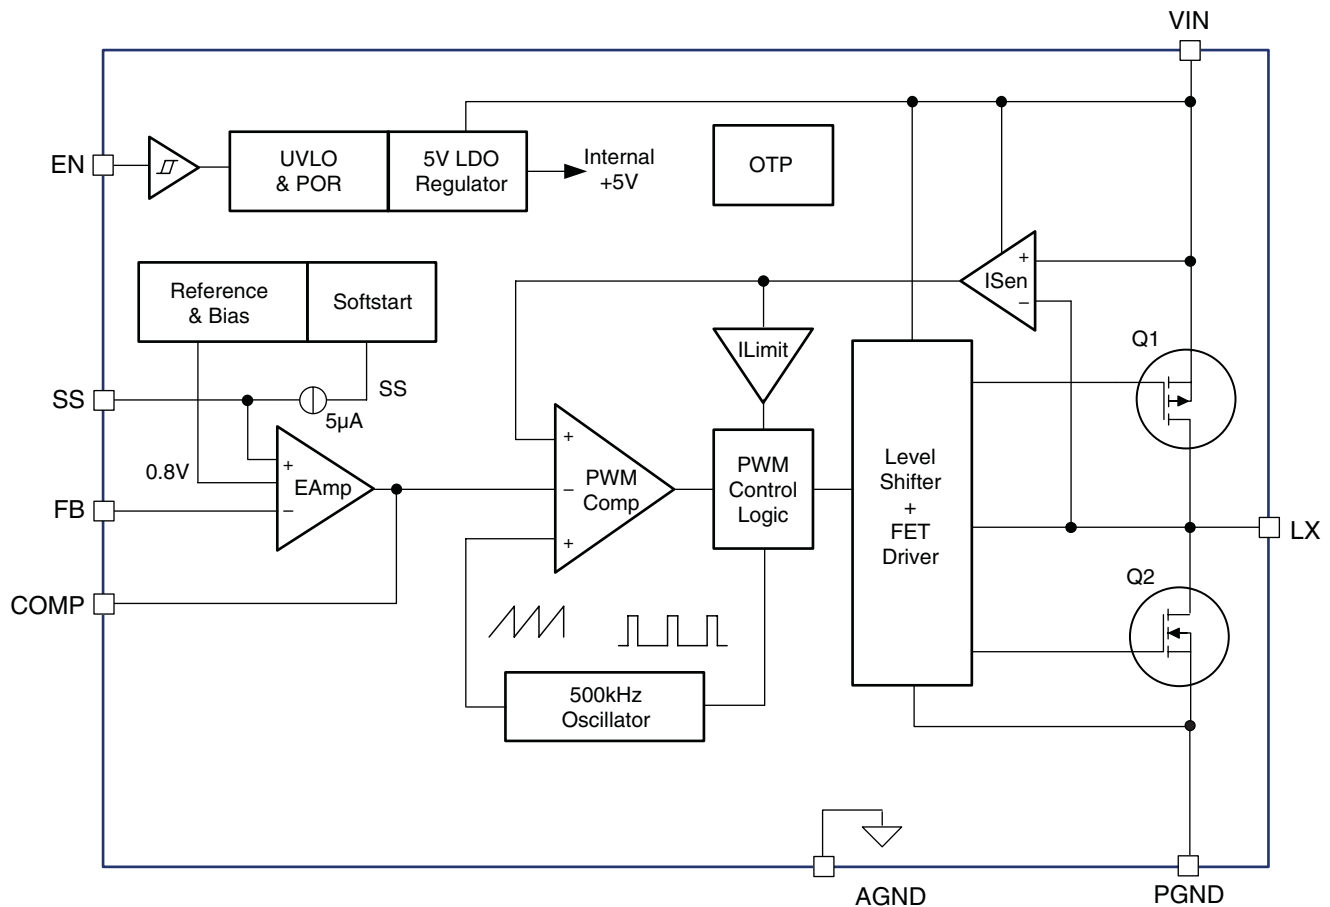 VIN
EN
UVLO
& POR
5V LDO
Regulator
Internal
+5V
OTP
Reference
& Bias
Softstart
+
ISen
−
ILimit
Q1
SS
SS
5µA
0.8V
+
EAmp
−
FB
COMP
+
PWM
Comp
−
+
PWM
Control
Logic
Level
Shifter
+
FET
Driver
LX
Q2
500kHz
Oscillator
AGND
PGND